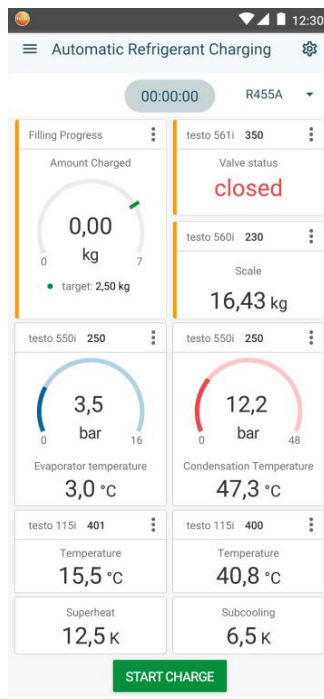 12:30
Automatic Refrigerant Charging
00:00:00 R455A
Filling Progress
Amount Charged
0,00
kg
0 7
target: 2,50 kg
testo 561i 350
Valve status
closed
testo 560i 230
Scale
16,43 kg
testo 550i 250
3,5
bar
0 16
Evaporator temperature
3,0 °C
testo 550i 250
12,2
bar
0 48
Condensation Temperature
47,3 °C
testo 115i 401
Temperature
15,5 °C
testo 115i 400
Temperature
40,8 °C
Superheat
12,5 K
Subcooling
6,5 K
START CHARGE